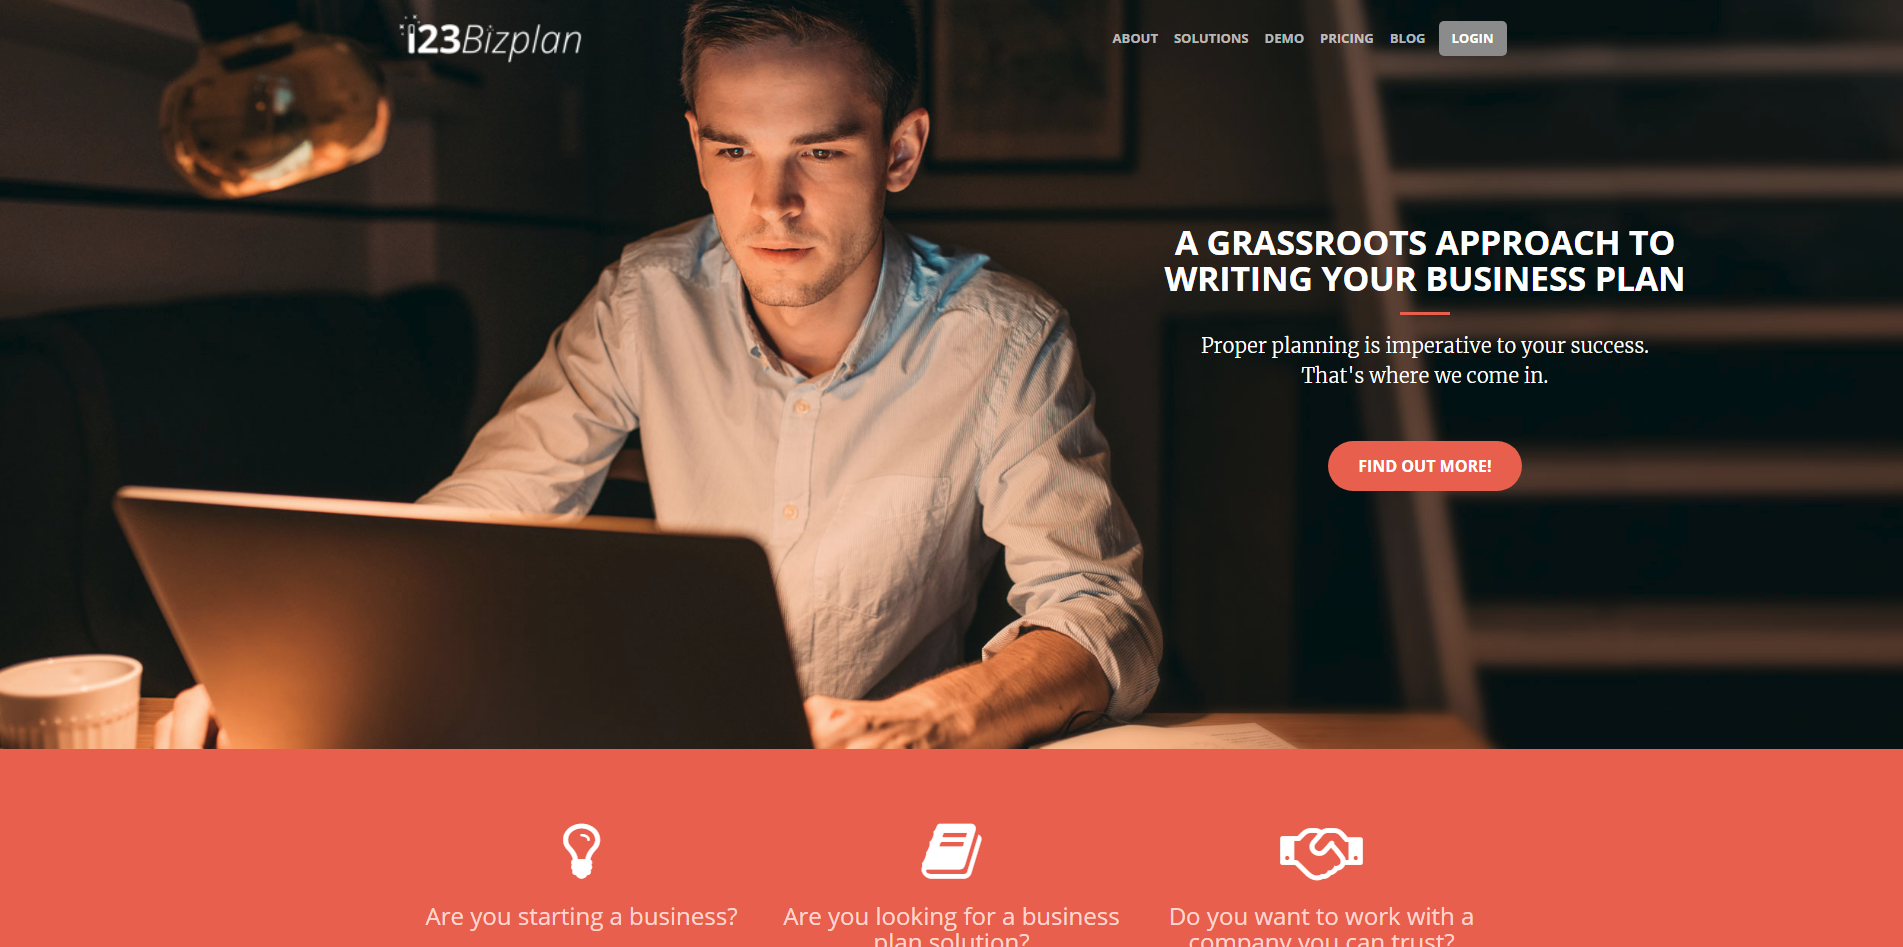 123Bizplan
ABOUT SOLUTIONS DEMO PRICING BLOG LOGIN
A GRASSROOTS APPROACH TO
WRITING YOUR BUSINESS PLAN
Proper planning is imperative to your success.
That's where we come in.
FIND OUT MORE!
Are you starting a business?
Are you looking for a business
plan solution?
Do you want to work with a
company you can trust?